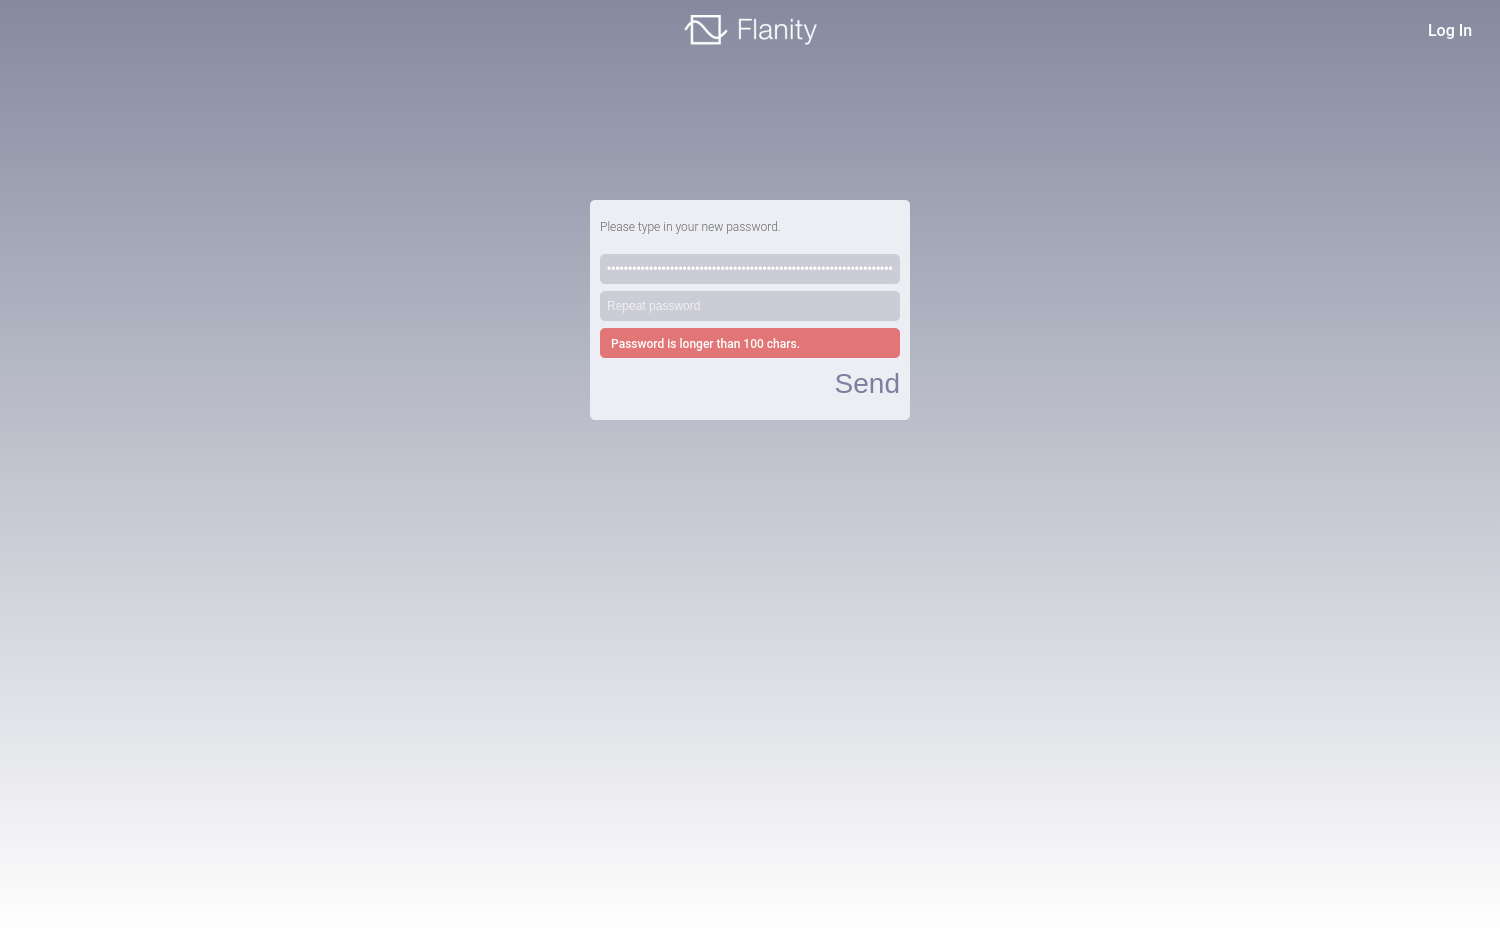 Flanity
Log In
Please type in your new password.
Repeat password
Password is longer than 100 chars.
Send